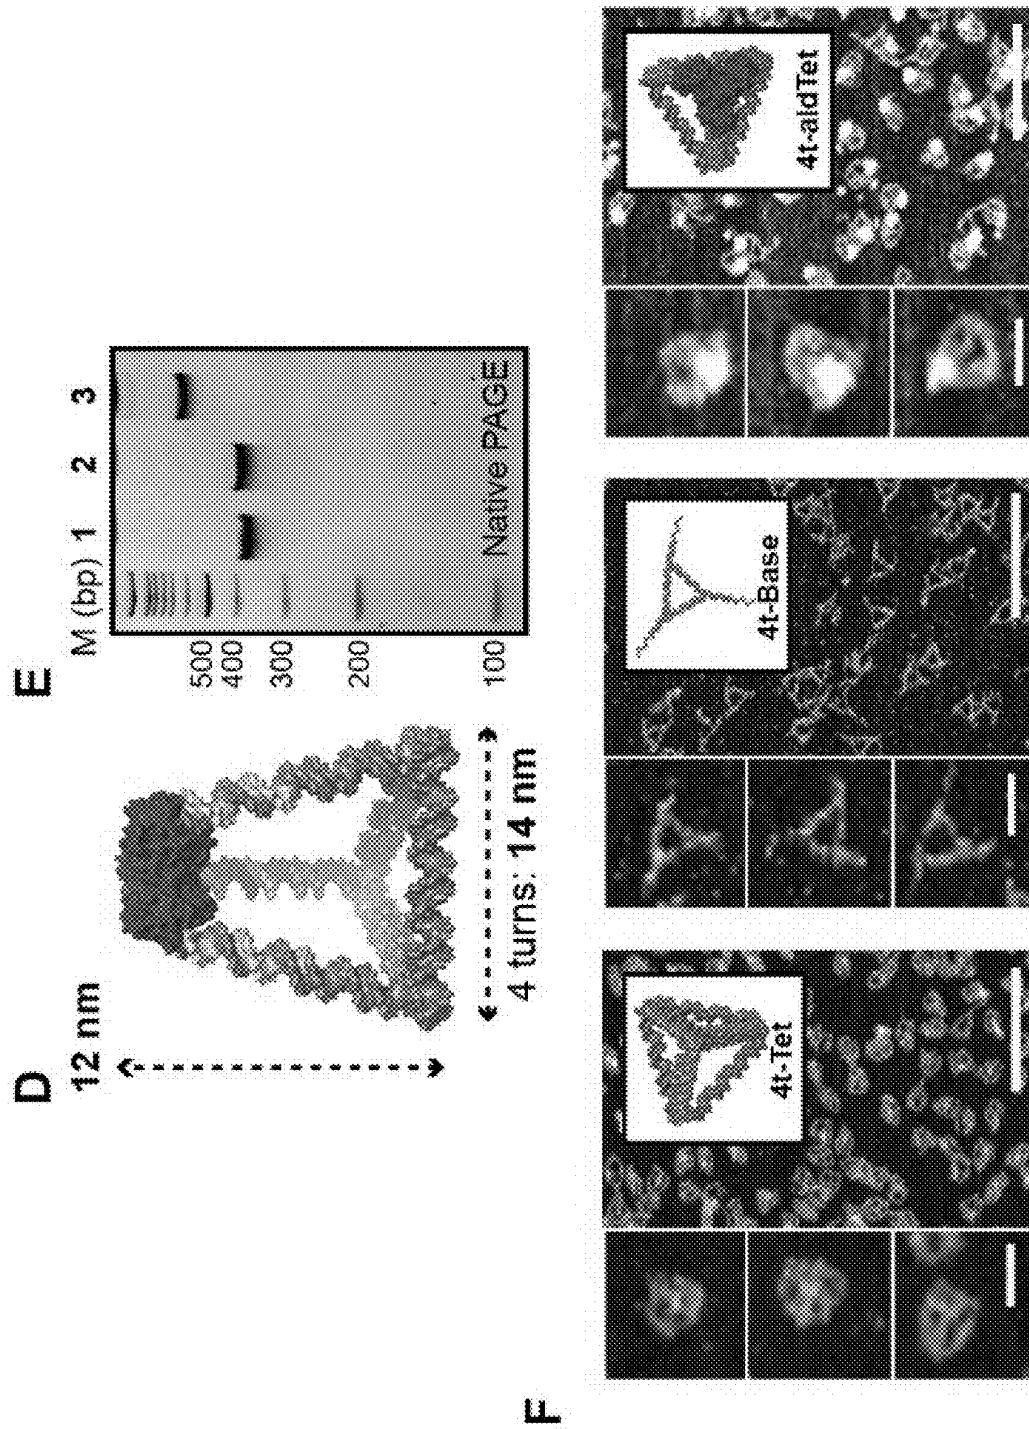 D
12 nm
4 turns: 14 nm
E
M (bp) 1 2 3
500
400
300
200
100
Native PAGE
F
4t-Tet
4t-Base
4t-aldTet